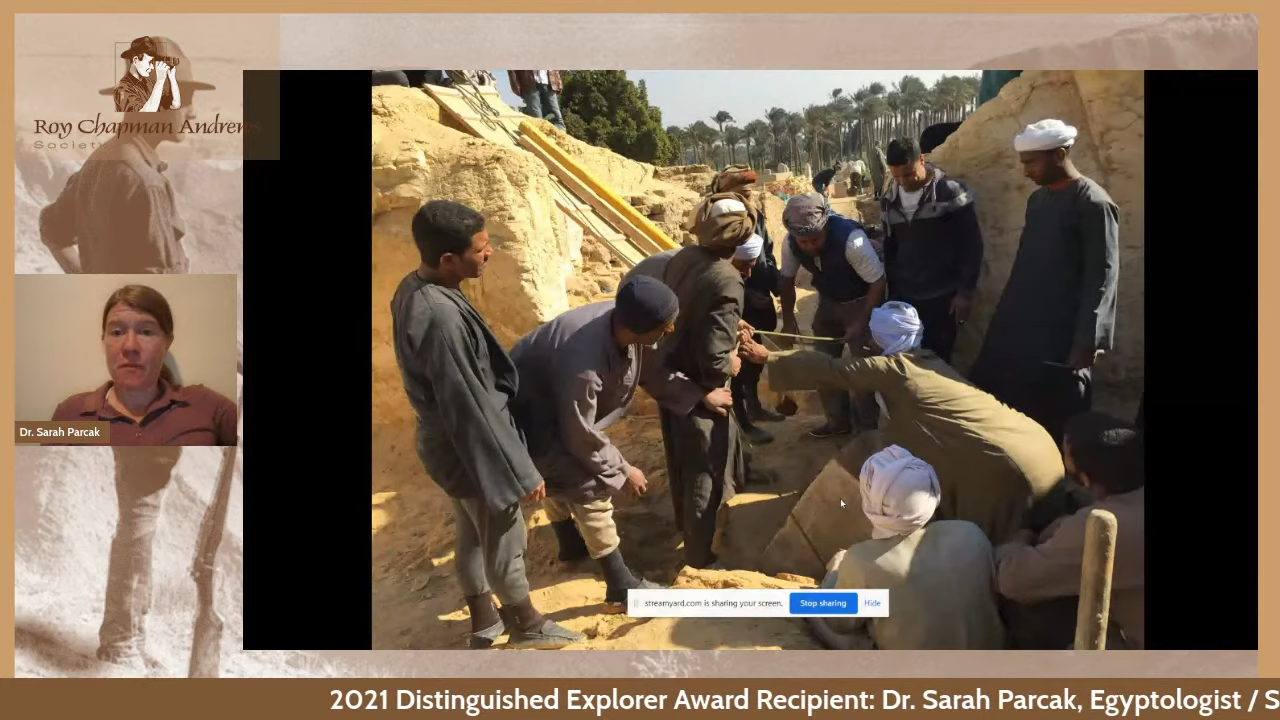 Roy Chapman Andrews
Society
Dr. Sarah Parcak
streamyard.com is sharing your screen.
Stop sharing
Hide
2021 Distinguished Explorer Award Recipient: Dr. Sarah Parcak, Egyptologist / S